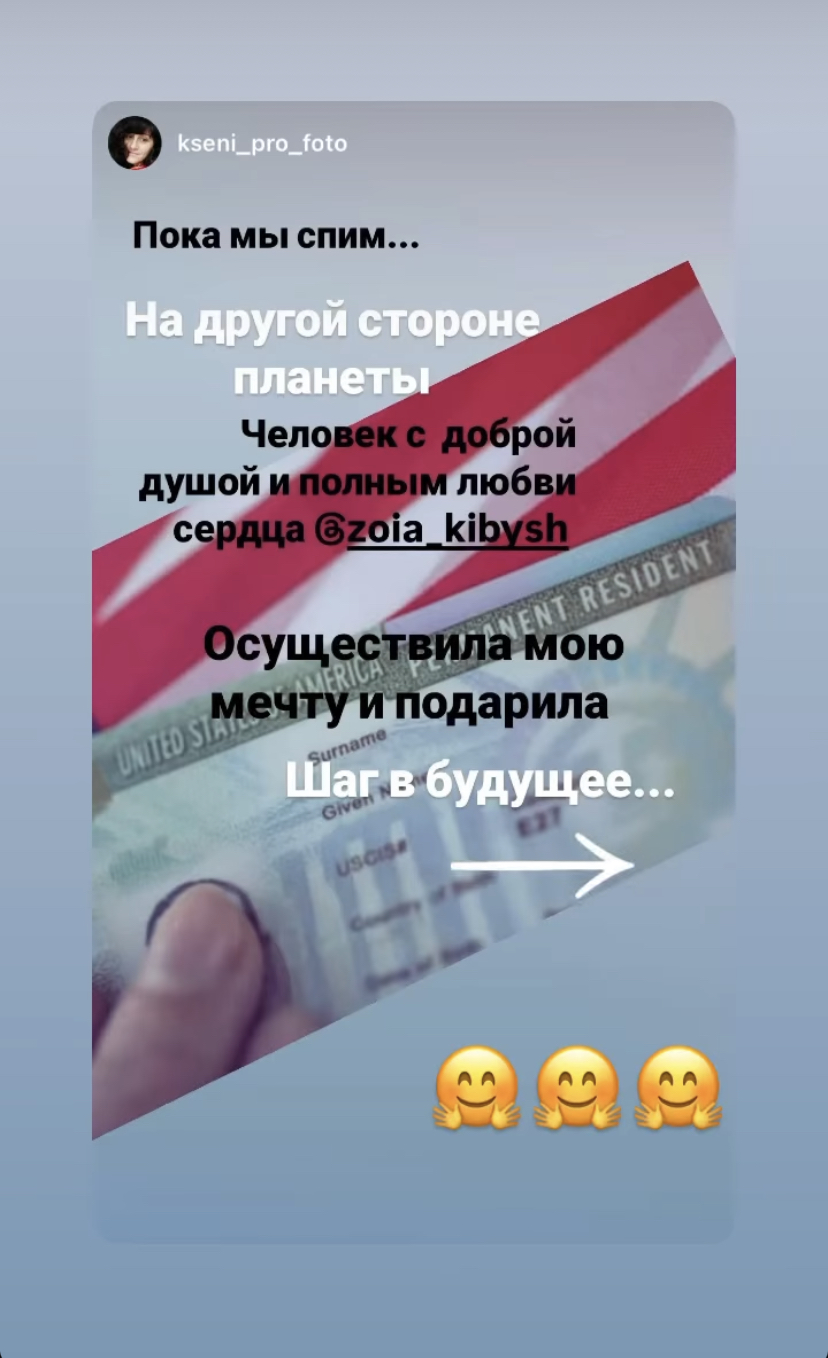 kseni_pro_foto
Пока мы спим...
На другой стороне
планеты
Человек с доброй
душой и полным любви
сердца @zoia_kibysh
UNITED STATES OF AMERICA PERMANENT RESIDENT
Осуществила мою
мечту и подарила
Surname
Шаг в будущее...
Given
USCIS#